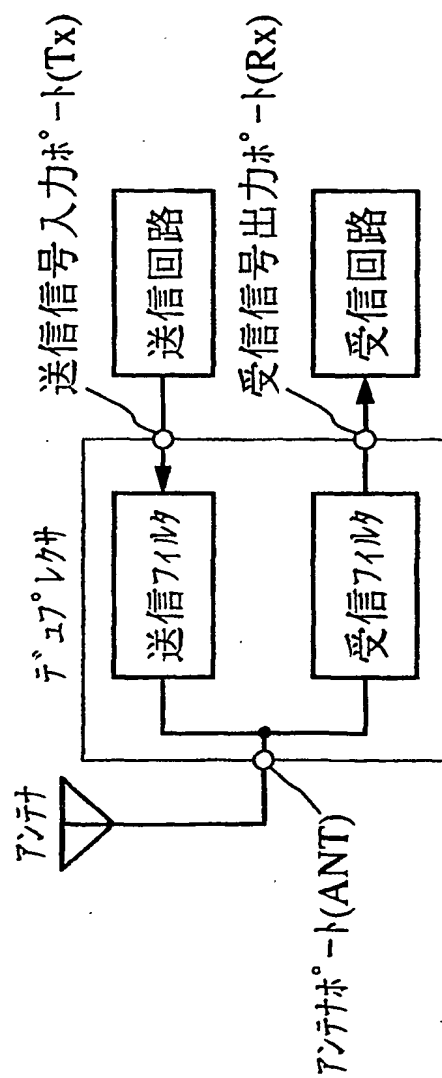 アンテナ
デュプレクサ
送信信号入力ポート(Tx)
送信フィルタ
送信回路
受信信号出力ポート(Rx)
受信フィルタ
受信回路
アンテナポート(ANT)